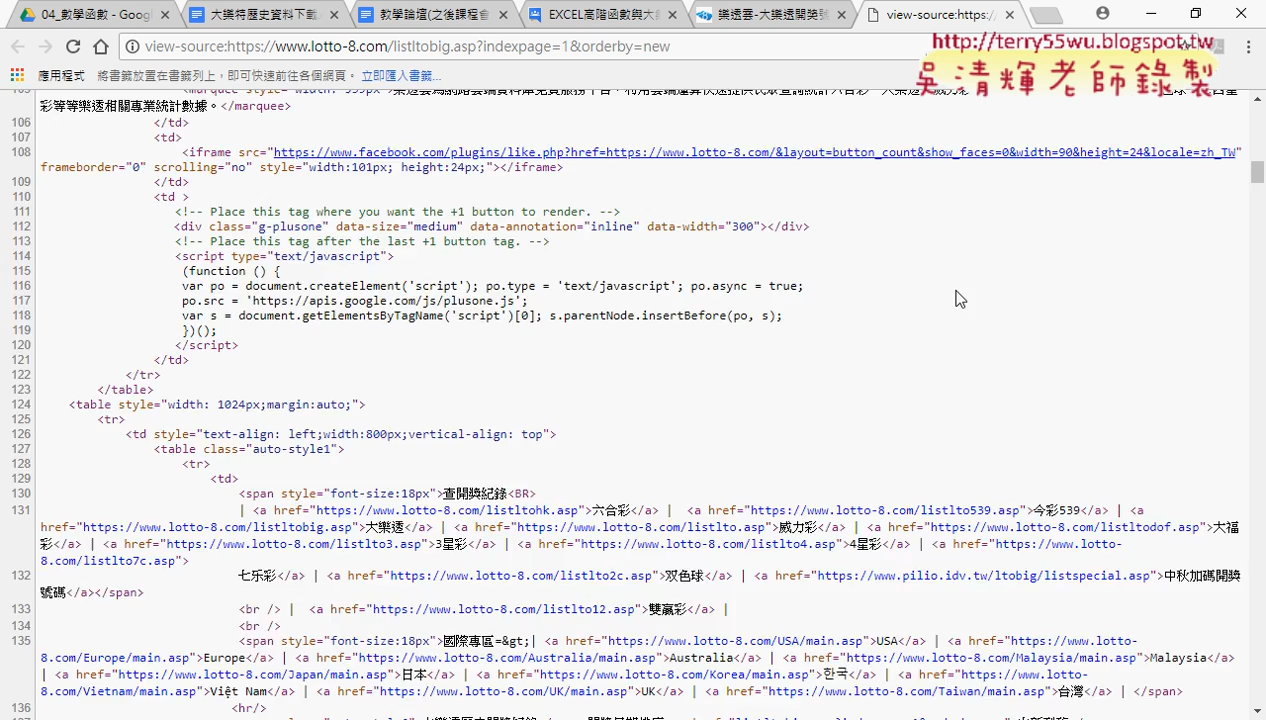 04_數學函數 - Goog
大樂特歷史資料下載
教學論壇(之後課程會
EXCEL高階函數與大
樂透雲-大樂透開獎號
view-source:https:/
view-source:https://www.lotto-8.com/listltobig.asp?indexpage=1&orderby=new
http://terry55wu.blogspot.tw
吳清輝老師錄製
應用程式 將書籤放置在書籤列上，即可快速前往各個網頁。 立即匯入書籤...
彩等等樂透相關專業統計數據。</marquee>
106 </td>
107 <td>
108 <iframe src="https://www.facebook.com/plugins/like.php?href=https://www.lotto-8.com/&layout=button_count&show_faces=0&width=90&height=24&locale=zh_TW"
frameborder="0" scrolling="no" style="width:101px; height:24px;"></iframe>
109 </td>
110 <td >
111 <!-- Place this tag where you want the +1 button to render. -->
112 <div class="g-plusone" data-size="medium" data-annotation="inline" data-width="300"></div>
113 <!-- Place this tag after the last +1 button tag. -->
114 <script type="text/javascript">
115 (function () {
116 var po = document.createElement('script'); po.type = 'text/javascript'; po.async = true;
117 po.src = 'https://apis.google.com/js/plusone.js';
118 var s = document.getElementsByTagName('script')[0]; s.parentNode.insertBefore(po, s);
119 })();
120 </script>
121 </td>
122 </tr>
123 </table>
124 <table style="width: 1024px;margin:auto;">
125 <tr>
126 <td style="text-align: left;width:800px;vertical-align: top">
127 <table class="auto-style1">
128 <tr>
129 <td>
130 <span style="font-size:18px">查開獎紀錄<BR>
131 | <a href="https://www.lotto-8.com/listltohk.asp">六合彩</a> | <a href="https://www.lotto-8.com/listlto539.asp">今彩539</a> | <a
href="https://www.lotto-8.com/listltobig.asp">大樂透</a> | <a href="https://www.lotto-8.com/listlto.asp">威力彩</a> | <a href="https://www.lotto-8.com/listltodof.asp">大福
彩</a> | <a href="https://www.lotto-8.com/listlto3.asp">3星彩</a> | <a href="https://www.lotto-8.com/listlto4.asp">4星彩</a> | <a href="https://www.lotto-
8.com/listlto7c.asp">
132 七乐彩</a> | <a href="https://www.lotto-8.com/listlto2c.asp">双色球</a> | <a href="https://www.pilio.idv.tw/ltobig/listspecial.asp">中秋加碼開獎
號碼</a></span>
133 <br /> | <a href="https://www.lotto-8.com/listlto12.asp">雙贏彩</a> |
134 <br />
135 <span style="font-size:18px">國際專區=&gt;| <a href="https://www.lotto-8.com/USA/main.asp">USA</a> | <a href="https://www.lotto-
8.com/Europe/main.asp">Europe</a> | <a href="https://www.lotto-8.com/Australia/main.asp">Australia</a> | <a href="https://www.lotto-8.com/Malaysia/main.asp">Malaysia</a>
| <a href="https://www.lotto-8.com/Japan/main.asp">日本</a> | <a href="https://www.lotto-8.com/Korea/main.asp">한국</a> | <a href="https://www.lotto-
8.com/Vietnam/main.asp">Việt Nam</a> | <a href="https://www.lotto-8.com/UK/main.asp">UK</a> | <a href="https://www.lotto-8.com/Taiwan/main.asp">台灣</a> | </span>
136 <hr/>